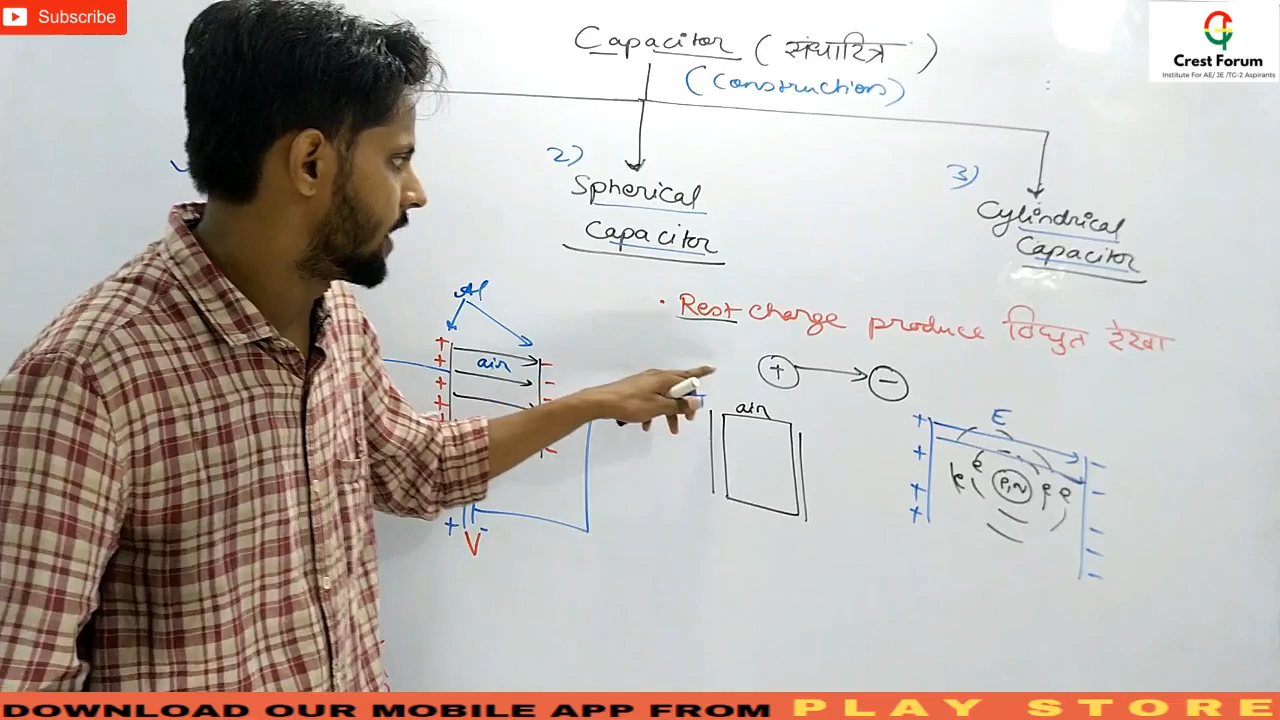 Subscribe
Crest Forum
Institute For AE/ JE /TG-2 Aspirants
Capacitor (संधारित्र)
(Construction)
2)
Spherical
Capacitor
3)
Cylindrical
Capacitor
Al
+ + + +
air
- - -
+ -
V
• Rest charge produce विद्युत रेखा
+ → -
air
E
+ + + +
e P,N e e
- - - - -
DOWNLOAD OUR MOBILE APP FROM PLAY STORE